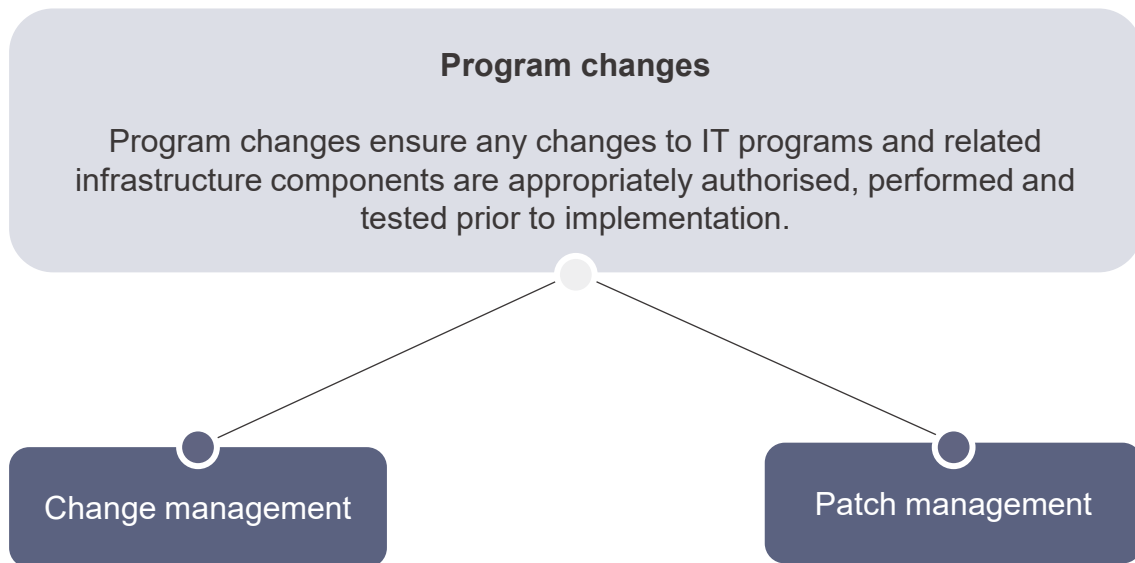 Program changes
Program changes ensure any changes to IT programs and related
infrastructure components are appropriately authorised, performed and
tested prior to implementation.
Change management
Patch management